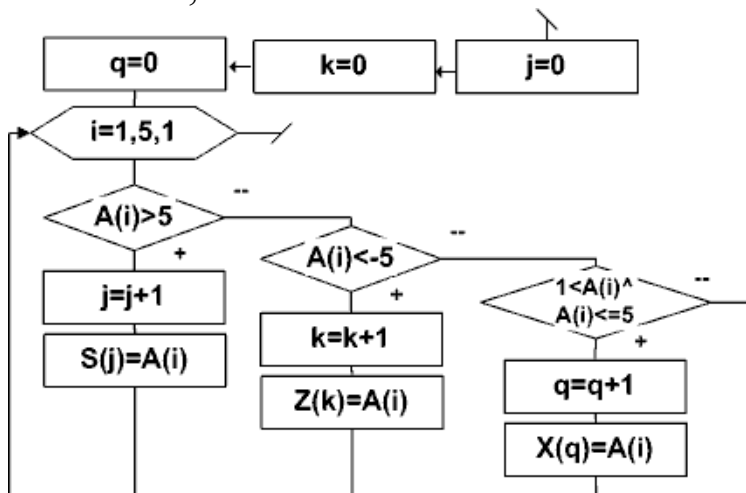 q=0
k=0
j=0
i=1,5,1
A(i)>5
--
+
j=j+1
S(j)=A(i)
A(i)<-5
--
+
k=k+1
Z(k)=A(i)
1<A(i)^
A(i)<=5
--
+
q=q+1
X(q)=A(i)